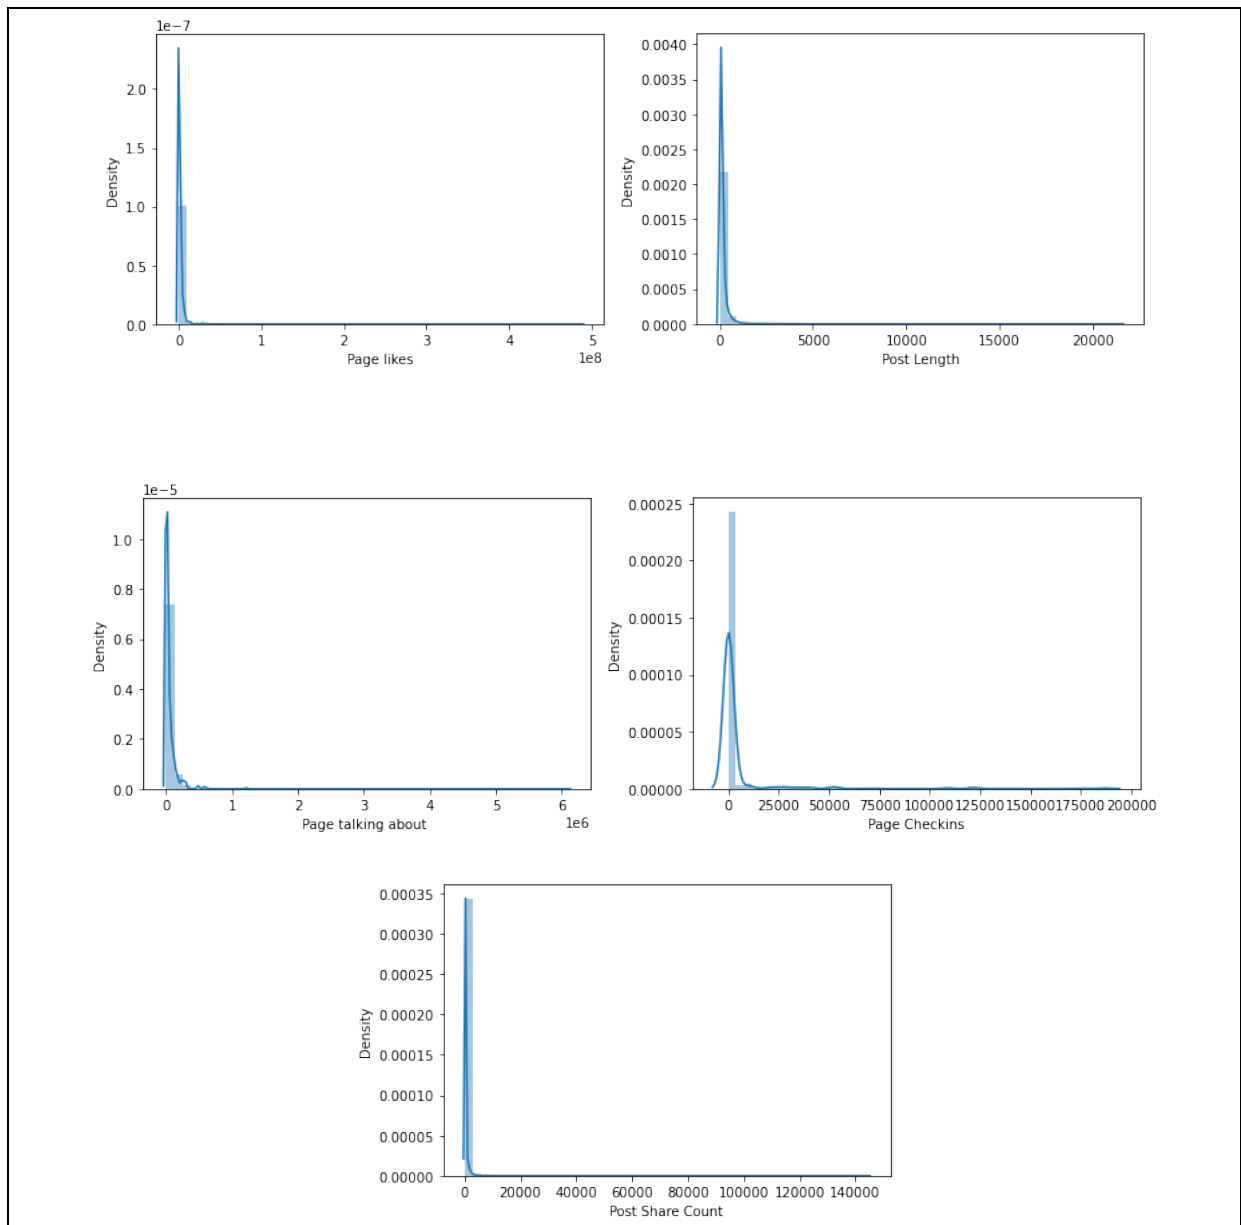 1e−7
2.0
1.5
1.0
0.5
0.0
Density
0 1 2 3 4 5
1e8
Page likes
0.0040
0.0035
0.0030
0.0025
0.0020
0.0015
0.0010
0.0005
0.0000
Density
0 5000 10000 15000 20000
Post Length
1e−5
1.0
0.8
0.6
0.4
0.2
0.0
Density
0 1 2 3 4 5 6
1e6
Page talking about
0.00025
0.00020
0.00015
0.00010
0.00005
0.00000
Density
0 25000 50000 75000 100000 125000 150000 175000 200000
Page Checkins
0.00035
0.00030
0.00025
0.00020
0.00015
0.00010
0.00005
0.00000
Density
0 20000 40000 60000 80000 100000 120000 140000
Post Share Count